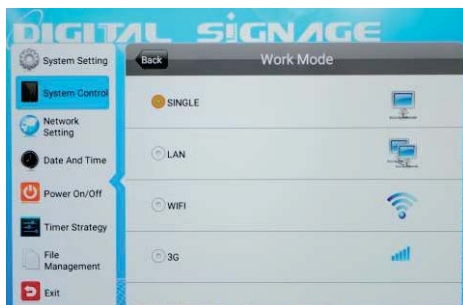 DIGITAL SIGNAGE
System Setting
Back
Work Mode
System Control
SINGLE
Network
Setting
LAN
Date And Time
Power On/Off
WIFI
Timer Strategy
File
Management
3G
Exit